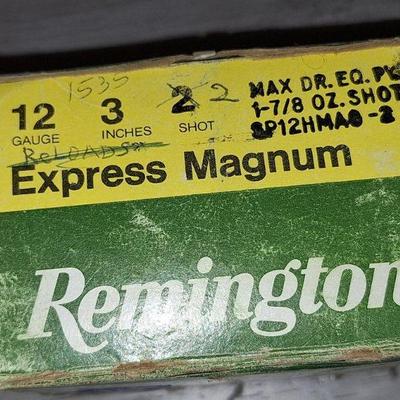 1535
12 3 2 2 MAX DR. EQ.
GAUGE INCHES SHOT 1-7/8 OZ. SHOT
RELOADS SP12HMAG -2
Express Magnum
Remington